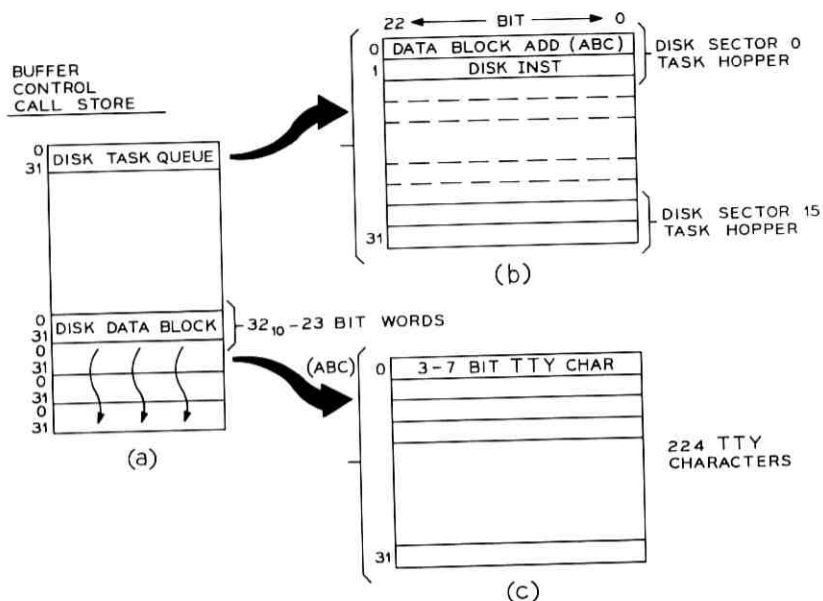 BUFFER
CONTROL
CALL STORE
0
31
DISK TASK QUEUE
0
31
DISK DATA BLOCK
32₁₀-23 BIT WORDS
0
31
0
31
0
31
(a)
22 BIT 0
0 DATA BLOCK ADD (ABC)
1 DISK INST
31
DISK SECTOR 0
TASK HOPPER
DISK SECTOR 15
TASK HOPPER
(b)
(ABC)
0 3-7 BIT TTY CHAR
31
224 TTY
CHARACTERS
(c)